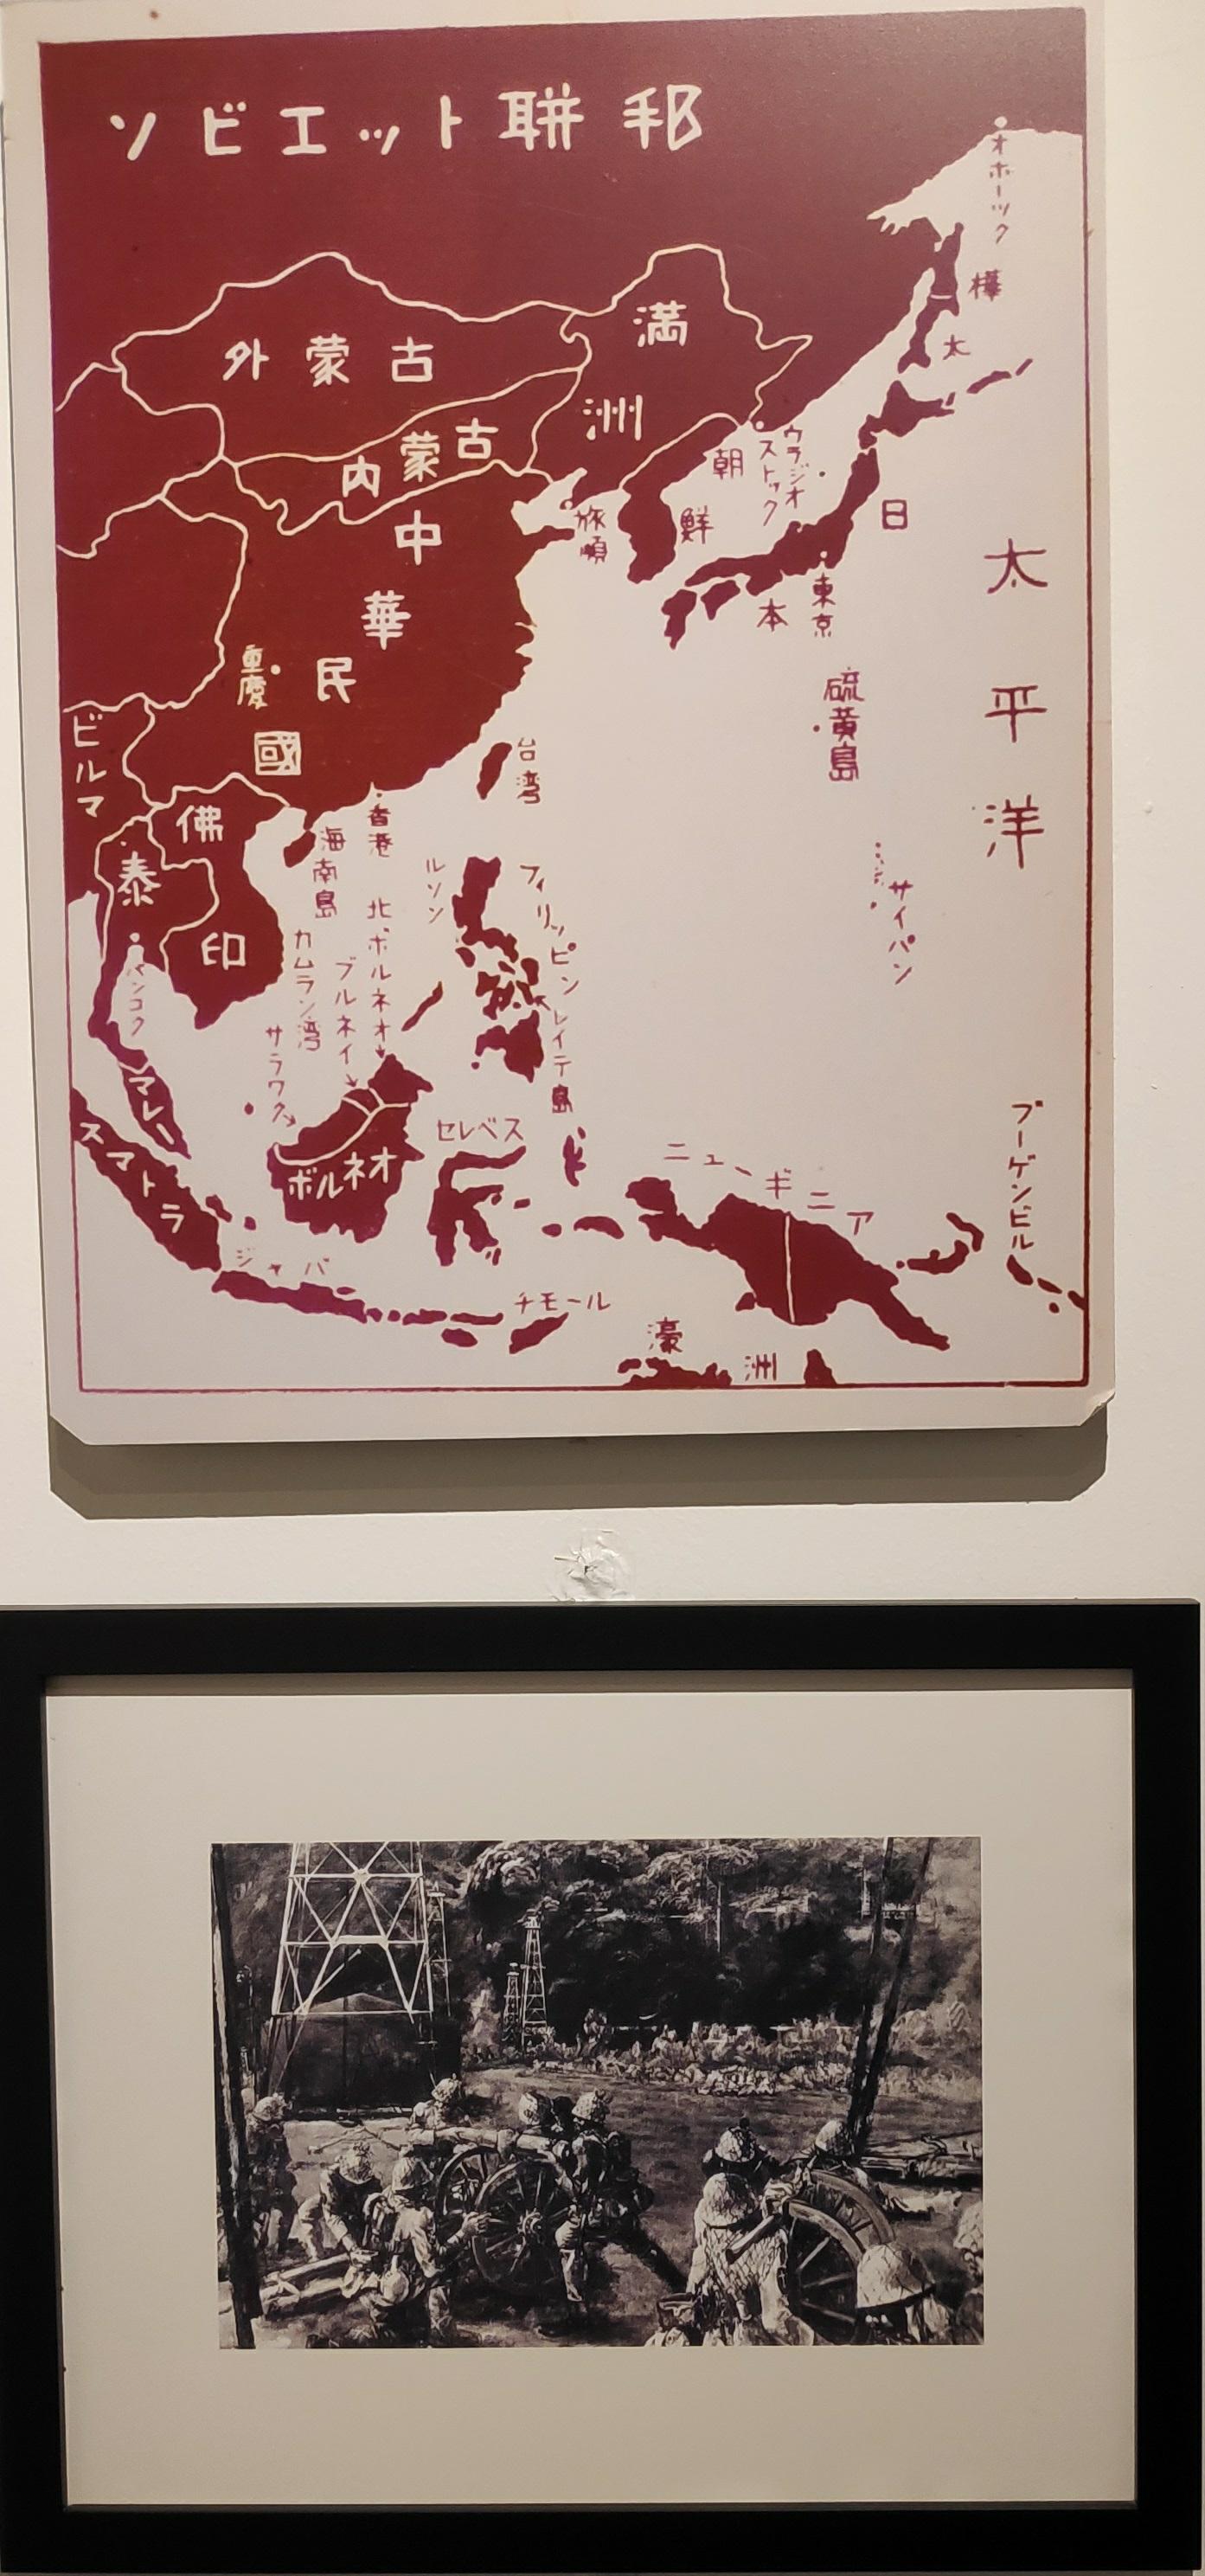 ソビエット聯邦
オホーツク
樺太
外蒙古
満洲
内蒙古
ウラジオストック
朝鮮
旅順
日本
東京
中華民國
重慶
硫黄島
太平洋
ビルマ
台湾
佛印
泰
香港
海南島
ルソン
フィリッピン
サイパン
バンコク
カムラン湾
北ボルネオ
ブルネイ
サラワク
レイテ島
マレー
スマトラ
ボルネオ
セレベス
ニューギニア
ブーゲンビル
ジャバ
チモール
濠洲